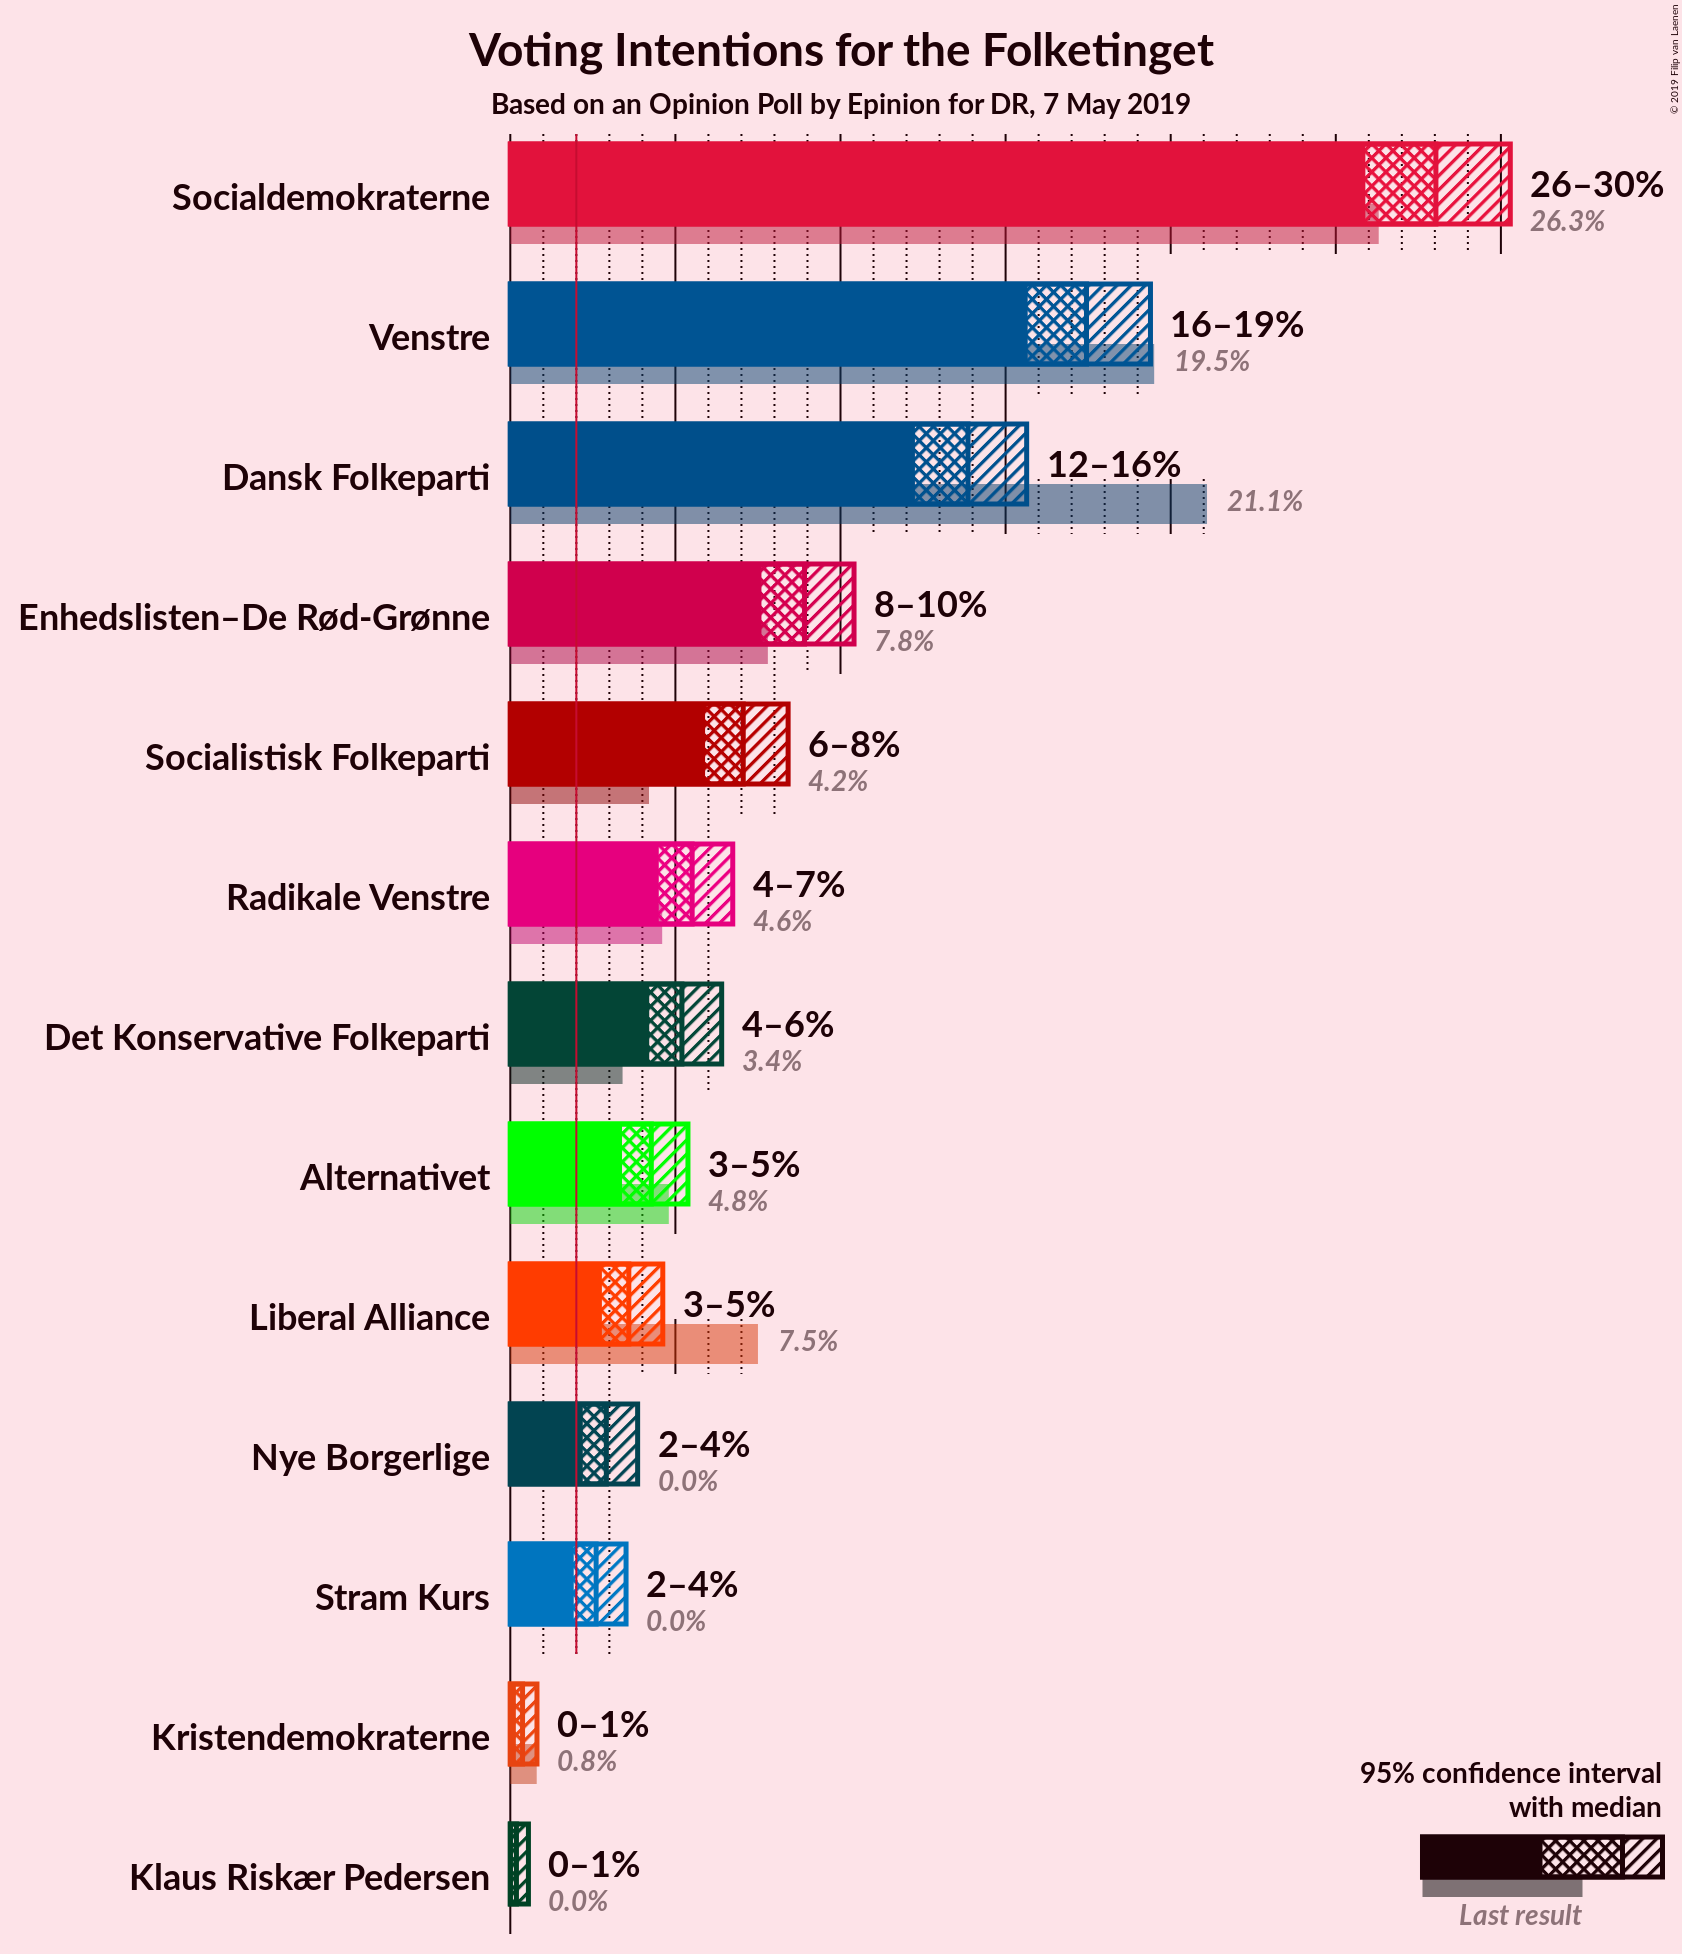 © 2019 Filip van Laenen
Voting Intentions for the Folketinget
Based on an Opinion Poll by Epinion for DR, 7 May 2019
Socialdemokraterne
26–30%
26.3%
Venstre
16–19%
19.5%
Dansk Folkeparti
12–16%
21.1%
Enhedslisten–De Rød-Grønne
8–10%
7.8%
Socialistisk Folkeparti
6–8%
4.2%
Radikale Venstre
4–7%
4.6%
Det Konservative Folkeparti
4–6%
3.4%
Alternativet
3–5%
4.8%
Liberal Alliance
3–5%
7.5%
Nye Borgerlige
2–4%
0.0%
Stram Kurs
2–4%
0.0%
Kristendemokraterne
0–1%
0.8%
Klaus Riskær Pedersen
0–1%
0.0%
95% confidence interval
with median
Last result